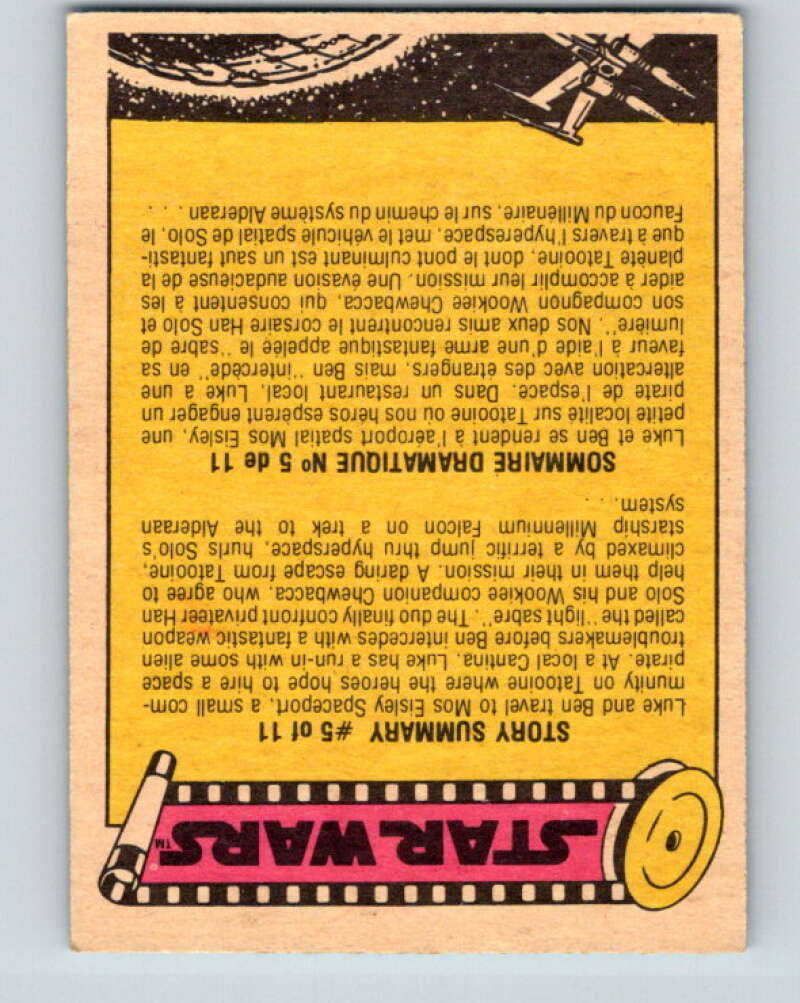 STAR WARS™
STORY SUMMARY #5 of 11
Luke and Ben travel to Mos Eisley Spaceport, a small com-
munity on Tatooine where the heroes hope to hire a space
pirate. At a local Cantina, Luke has a run-in with some alien
troublemakers before Ben intercedes with a fantastic weapon
called the "light sabre". The duo finally confront privateer Han
Solo and his Wookiee companion Chewbacca, who agree to
help them in their mission. A daring escape from Tatooine,
climaxed by a terrific jump thru hyperspace, hurls Solo's
starship Millennium Falcon on a trek to the Alderaan
system. . . .
SOMMAIRE DRAMATIQUE Nº 5 de 11
Luke et Ben se rendent à l'aéroport spatial Mos Eisley, une
petite localité sur Tatooine ou nos héros espèrent engager un
pirate de l'espace. Dans un restaurant local, Luke a une
altercation avec des étrangers, mais Ben "intercède" en sa
faveur à l'aide d'une arme fantastique appelée le "sabre de
lumière". Nos deux amis rencontrent le corsaire Han Solo et
son compagnon Wookiee Chewbacca, qui consentent à les
aider à accomplir leur mission. Une évasion audacieuse de la
planète Tatooine, dont le pont culminant est un saut fantasti-
que à travers l'hyperespace, met le véhicule spatial de Solo, le
Faucon du Millénaire, sur le chemin du système Alderaan
. . .